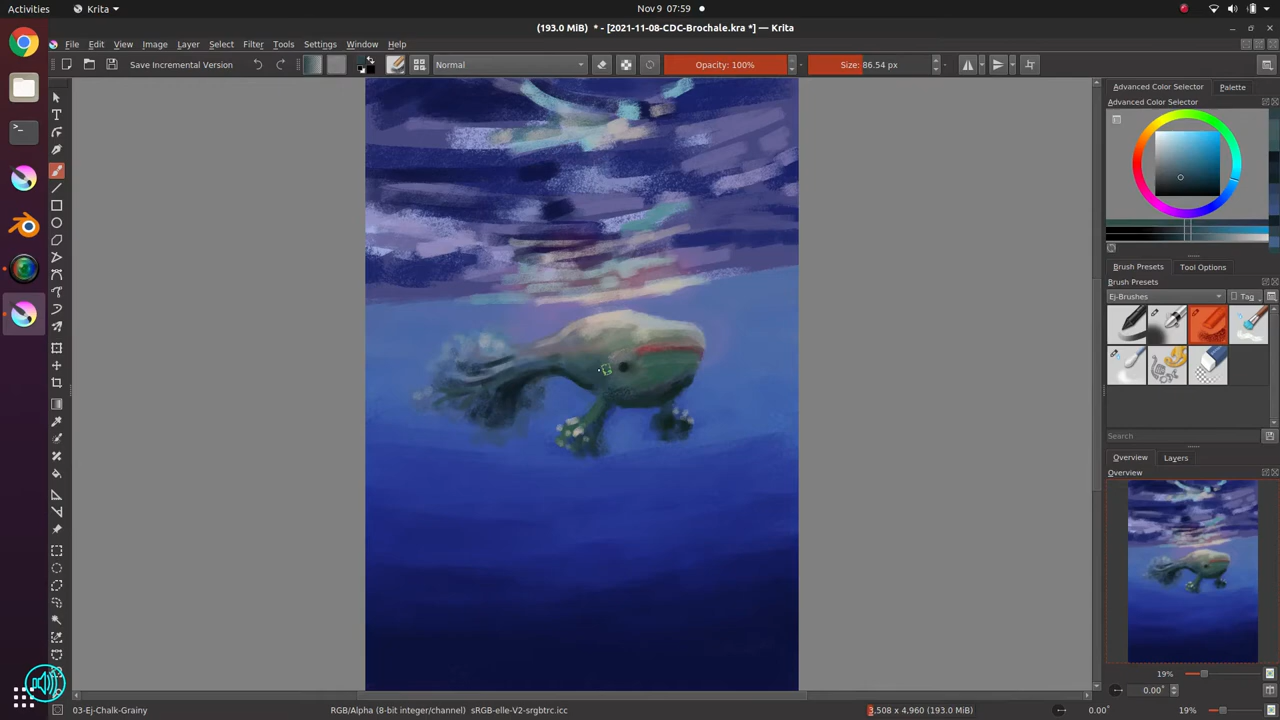 Activities
Krita
Nov 9 07:59
(193.0 MiB) * - [2021-11-08-CDC-Brochale.kra *] — Krita
File Edit View Image Layer Select Filter Tools Settings Window Help
Save Incremental Version
Normal
Opacity: 100%
Size: 86.54 px
Advanced Color Selector
Palette
Advanced Color Selector
Brush Presets
Tool Options
Brush Presets
Ej-Brushes
Tag
Search
Overview
Layers
Overview
19%
0.00°
03-Ej-Chalk-Grainy
RGB/Alpha (8-bit integer/channel) sRGB-elle-V2-srgbtrc.icc
3,508 x 4,960 (193.0 MiB)
0.00°
19%